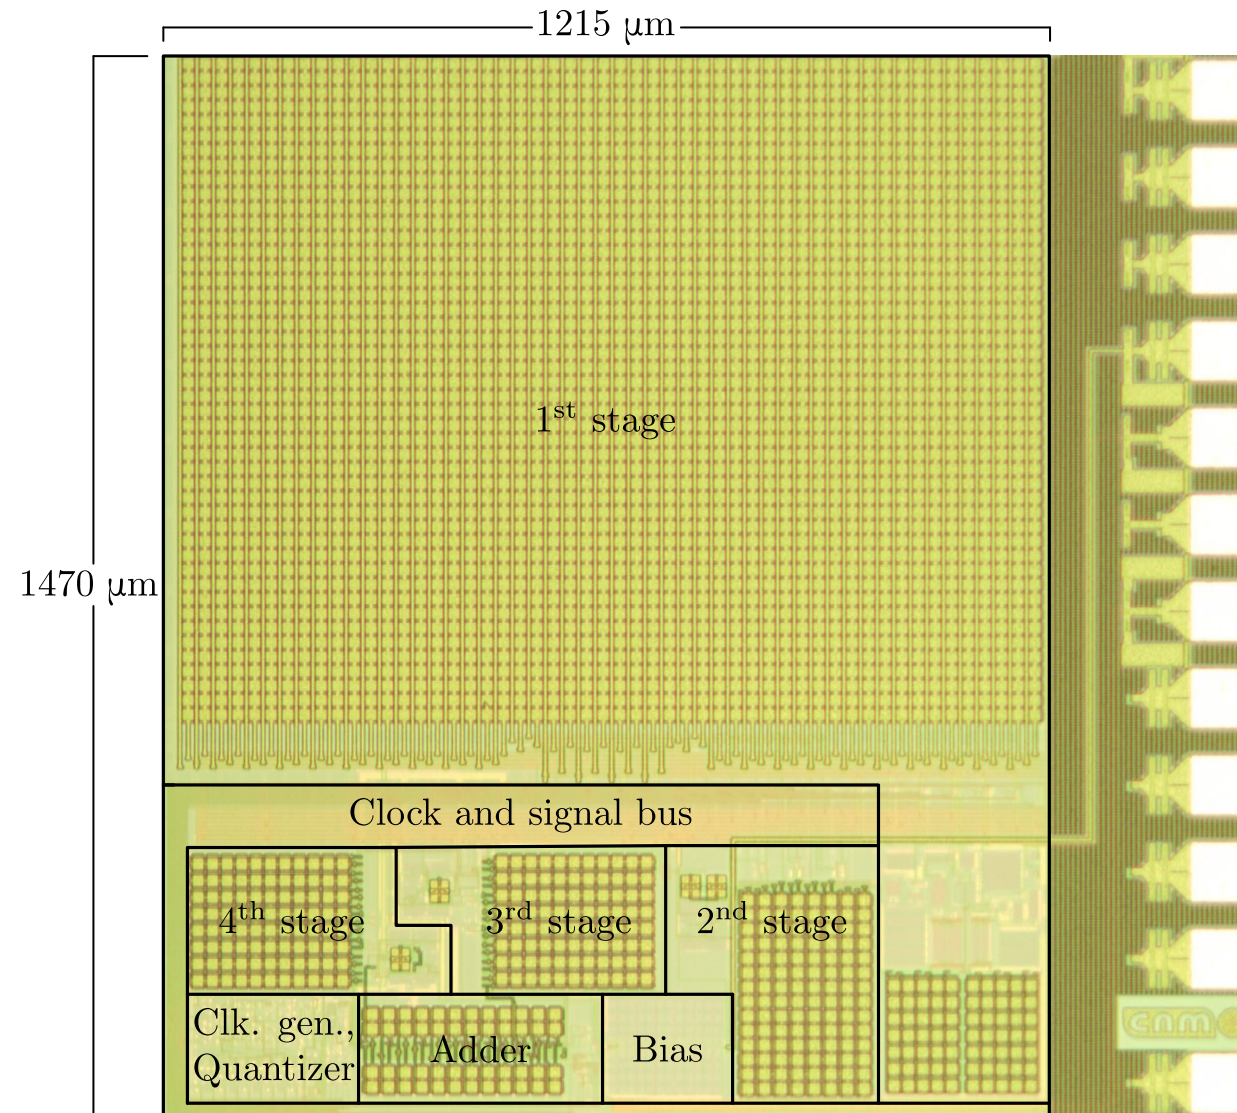 1215 µm
1470 µm
1st stage
Clock and signal bus
4th stage
3rd stage
2nd stage
Clk. gen.,
Quantizer
Adder
Bias
cnm